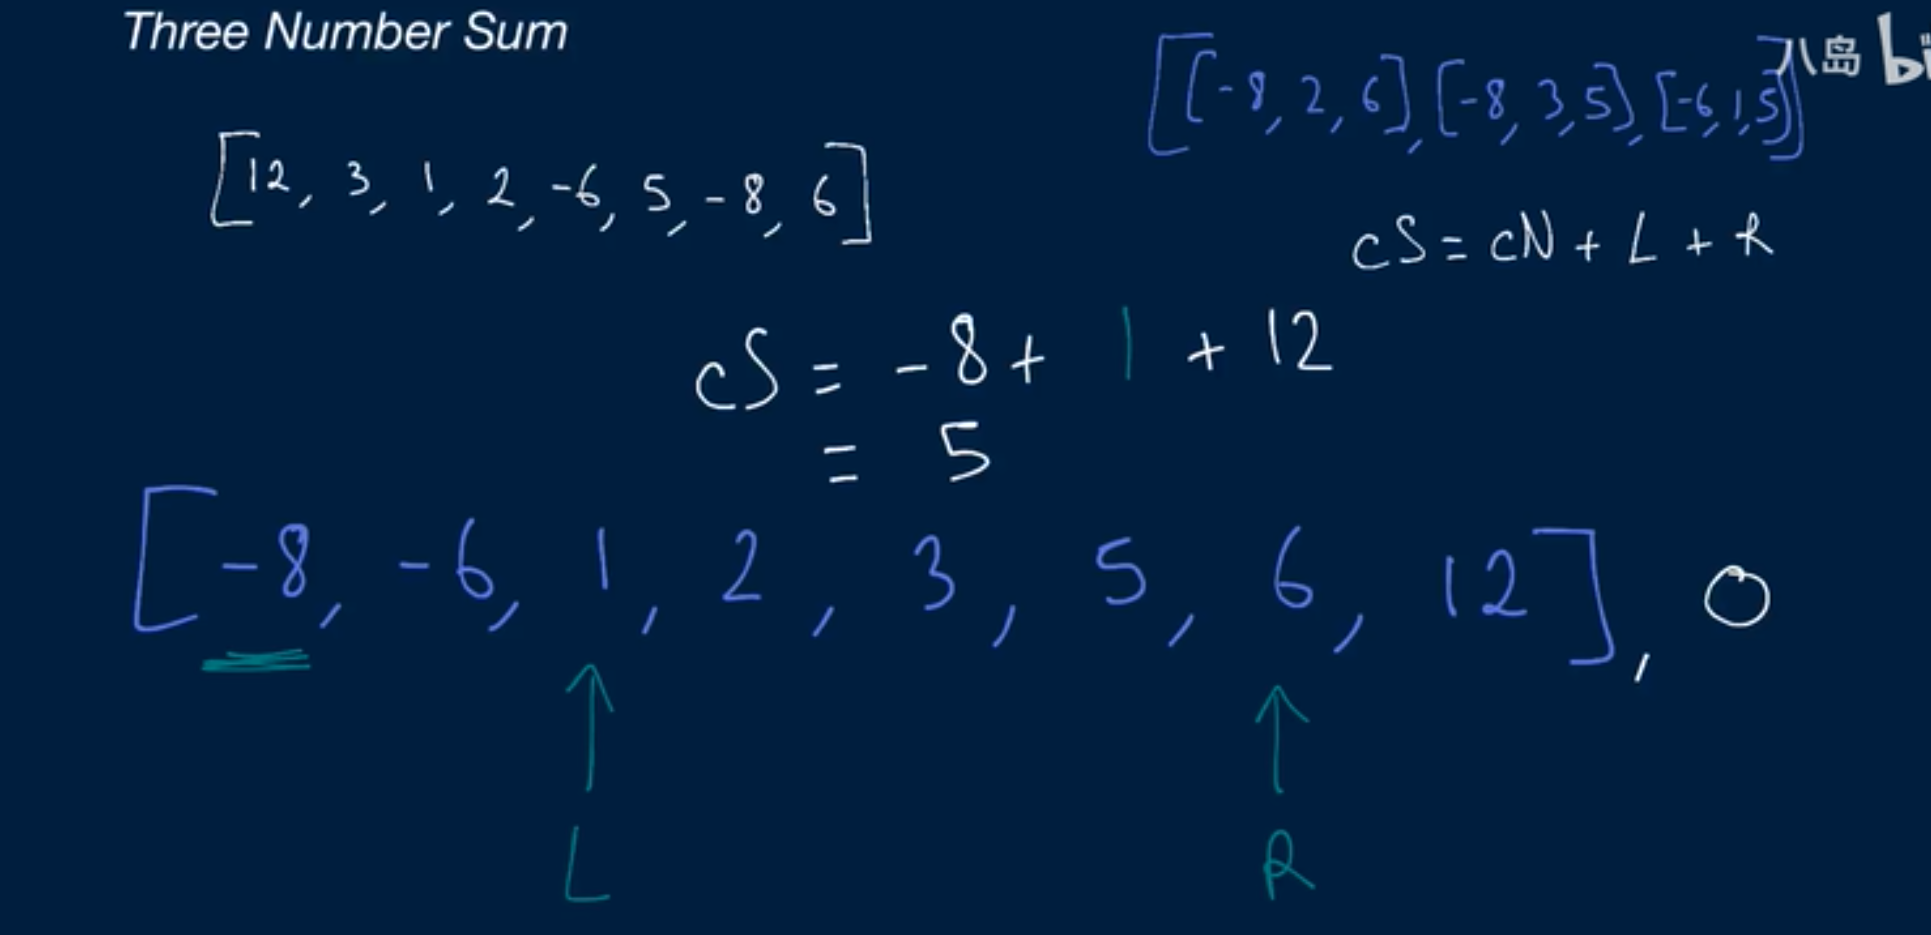 Three Number Sum
[[-8, 2, 6], [-8, 3, 5], [-6, 1, 5]]
八岛 bi
[12, 3, 1, 2, -6, 5, -8, 6]
cS = cN + L + R
cS = -8 + 1 + 12
= 5
[-8, -6, 1, 2, 3, 5, 6, 12], 0
L R